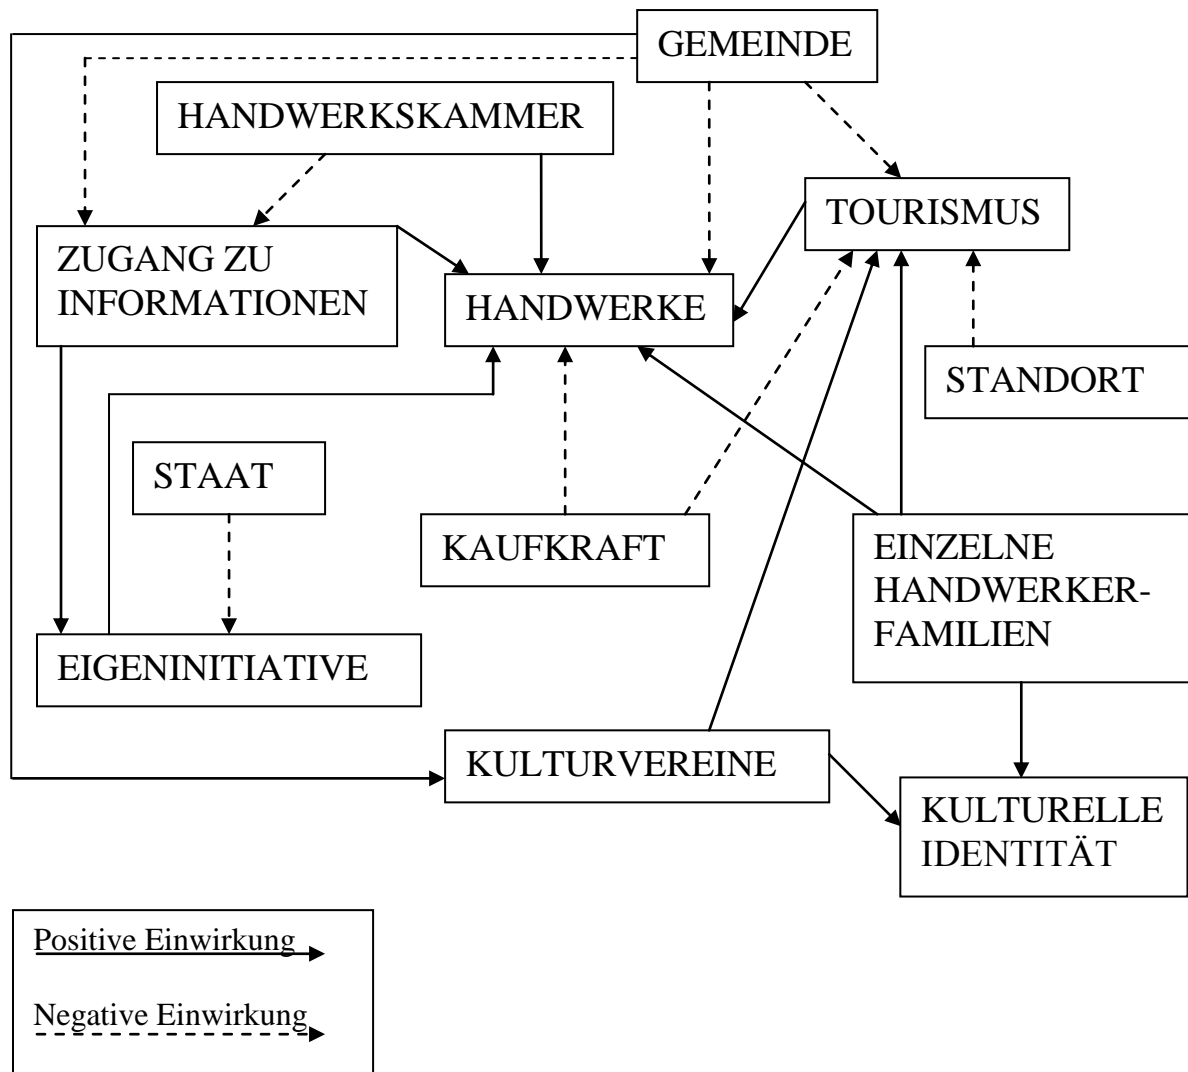 GEMEINDE
HANDWERKSKAMMER
TOURISMUS
ZUGANG ZU
INFORMATIONEN
HANDWERKE
STANDORT
STAAT
KAUFKRAFT
EINZELNE
HANDWERKER-
FAMILIEN
EIGENINITIATIVE
KULTURVEREINE
KULTURELLE
IDENTITÄT
Positive Einwirkung
Negative Einwirkung